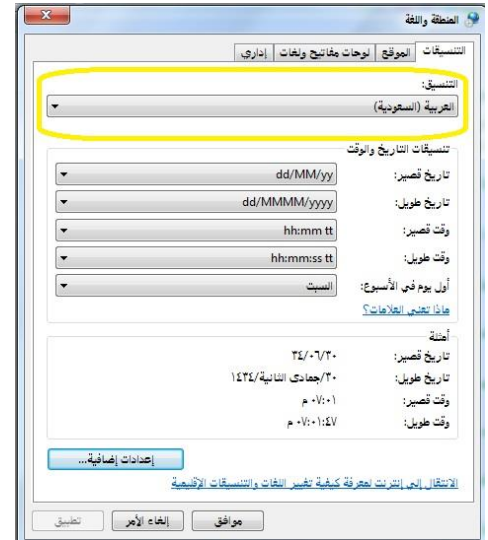 المنطقة واللغة
التنسيقات الموقع لوحات مفاتيح ولغات إداري
التنسيق:
العربية (السعودية)
تنسيقات التاريخ والوقت
تاريخ قصير: dd/MM/yy
تاريخ طويل: dd/MMMM/yyyy
وقت قصير: hh:mm tt
وقت طويل: hh:mm:ss tt
أول يوم في الأسبوع: السبت
ماذا تعني العلامات؟
أمثلة
تاريخ قصير: ٣٤/٠٦/٣٠
تاريخ طويل: ٣٠/جمادى الثانية/١٤٣٤
وقت قصير: ٠٧:٠١ م
وقت طويل: ٠٧:٠١:٤٧ م
إعدادات إضافية...
الانتقال إلى إنترنت لمعرفة كيفية تغيير اللغات والتنسيقات الإقليمية
موافق إلغاء الأمر تطبيق